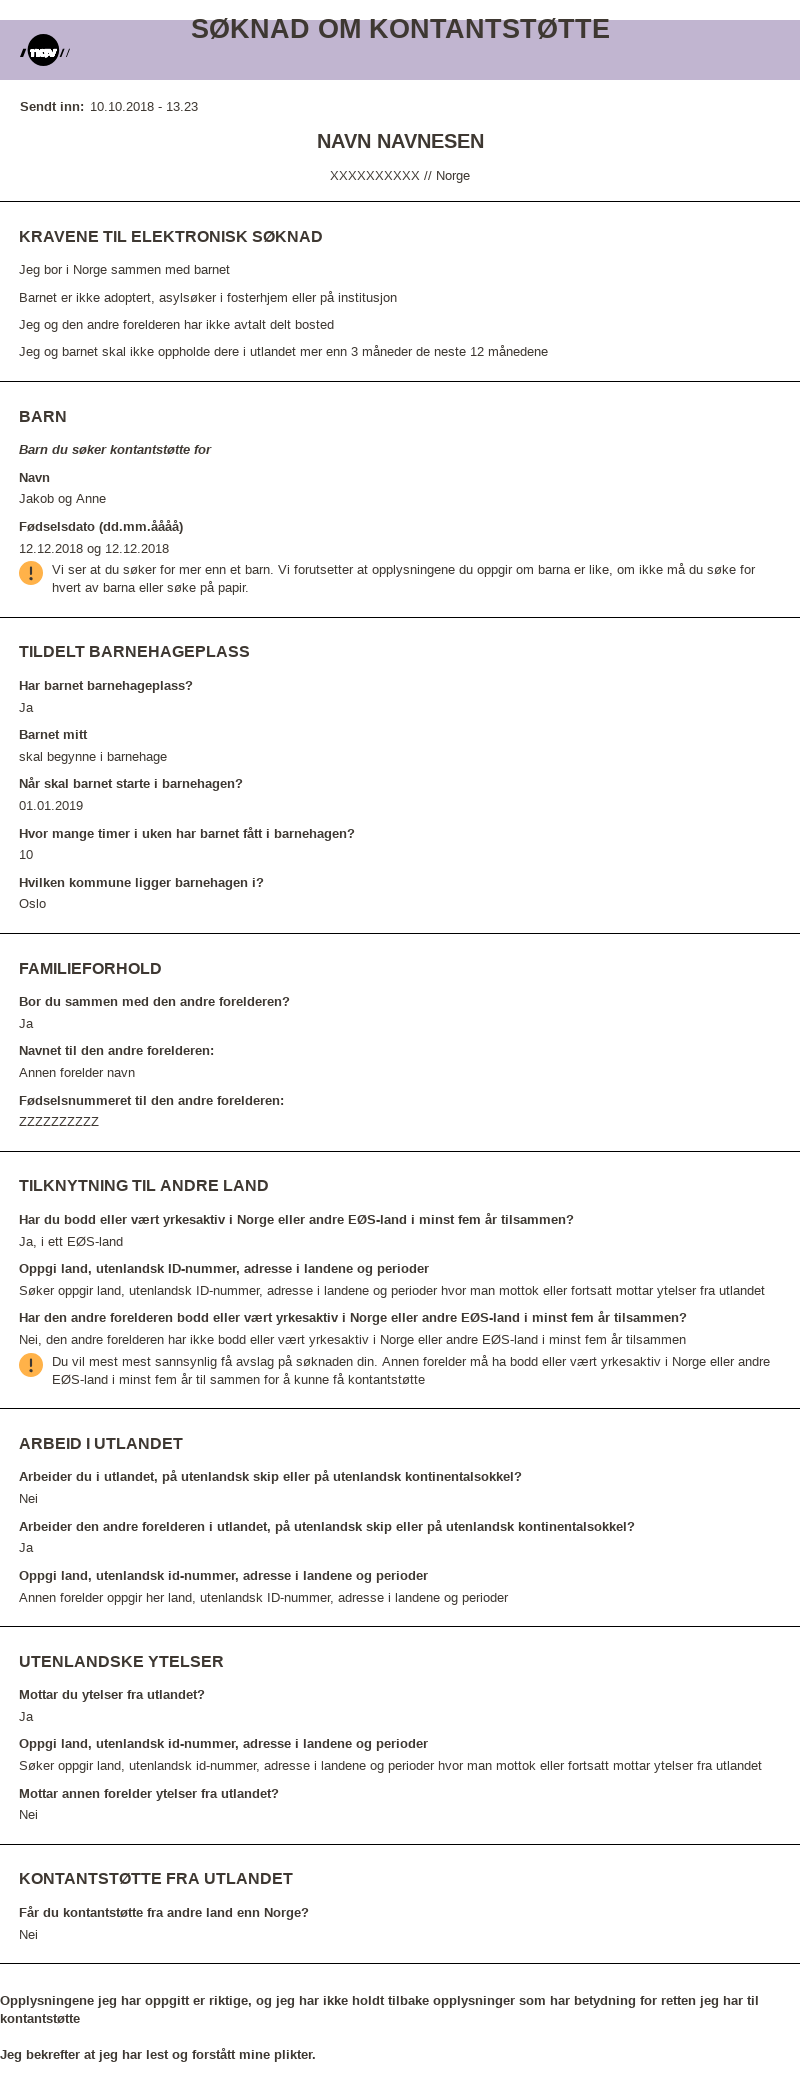 SØKNAD OM KONTANTSTØTTE
nav
Sendt inn: 10.10.2018 - 13.23
NAVN NAVNESEN
XXXXXXXXXX // Norge
KRAVENE TIL ELEKTRONISK SØKNAD
Jeg bor i Norge sammen med barnet
Barnet er ikke adoptert, asylsøker i fosterhjem eller på institusjon
Jeg og den andre forelderen har ikke avtalt delt bosted
Jeg og barnet skal ikke oppholde dere i utlandet mer enn 3 måneder de neste 12 månedene
BARN
Barn du søker kontantstøtte for
Navn
Jakob og Anne
Fødselsdato (dd.mm.åååå)
12.12.2018 og 12.12.2018
Vi ser at du søker for mer enn et barn. Vi forutsetter at opplysningene du oppgir om barna er like, om ikke må du søke for
hvert av barna eller søke på papir.
TILDELT BARNEHAGEPLASS
Har barnet barnehageplass?
Ja
Barnet mitt
skal begynne i barnehage
Når skal barnet starte i barnehagen?
01.01.2019
Hvor mange timer i uken har barnet fått i barnehagen?
10
Hvilken kommune ligger barnehagen i?
Oslo
FAMILIEFORHOLD
Bor du sammen med den andre forelderen?
Ja
Navnet til den andre forelderen:
Annen forelder navn
Fødselsnummeret til den andre forelderen:
ZZZZZZZZZZ
TILKNYTNING TIL ANDRE LAND
Har du bodd eller vært yrkesaktiv i Norge eller andre EØS-land i minst fem år tilsammen?
Ja, i ett EØS-land
Oppgi land, utenlandsk ID-nummer, adresse i landene og perioder
Søker oppgir land, utenlandsk ID-nummer, adresse i landene og perioder hvor man mottok eller fortsatt mottar ytelser fra utlandet
Har den andre forelderen bodd eller vært yrkesaktiv i Norge eller andre EØS-land i minst fem år tilsammen?
Nei, den andre forelderen har ikke bodd eller vært yrkesaktiv i Norge eller andre EØS-land i minst fem år tilsammen
Du vil mest mest sannsynlig få avslag på søknaden din. Annen forelder må ha bodd eller vært yrkesaktiv i Norge eller andre
EØS-land i minst fem år til sammen for å kunne få kontantstøtte
ARBEID I UTLANDET
Arbeider du i utlandet, på utenlandsk skip eller på utenlandsk kontinentalsokkel?
Nei
Arbeider den andre forelderen i utlandet, på utenlandsk skip eller på utenlandsk kontinentalsokkel?
Ja
Oppgi land, utenlandsk id-nummer, adresse i landene og perioder
Annen forelder oppgir her land, utenlandsk ID-nummer, adresse i landene og perioder
UTENLANDSKE YTELSER
Mottar du ytelser fra utlandet?
Ja
Oppgi land, utenlandsk id-nummer, adresse i landene og perioder
Søker oppgir land, utenlandsk id-nummer, adresse i landene og perioder hvor man mottok eller fortsatt mottar ytelser fra utlandet
Mottar annen forelder ytelser fra utlandet?
Nei
KONTANTSTØTTE FRA UTLANDET
Får du kontantstøtte fra andre land enn Norge?
Nei
Opplysningene jeg har oppgitt er riktige, og jeg har ikke holdt tilbake opplysninger som har betydning for retten jeg har til
kontantstøtte
Jeg bekrefter at jeg har lest og forstått mine plikter.